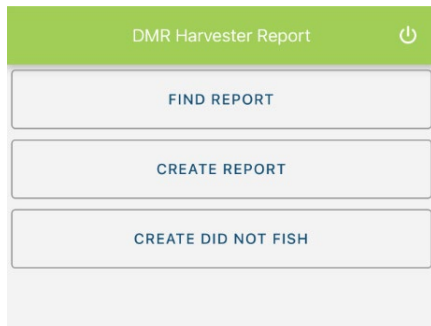 DMR Harvester Report
FIND REPORT
CREATE REPORT
CREATE DID NOT FISH